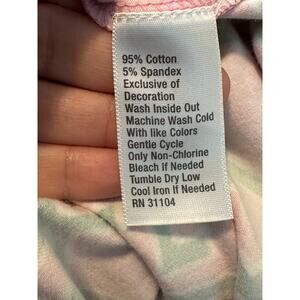 95% Cotton
5% Spandex
Exclusive of
Decoration
Wash Inside Out
Machine Wash Cold
With like Colors
Gentle Cycle
Only Non-Chlorine
Bleach If Needed
Tumble Dry Low
Cool Iron If Needed
RN 31104